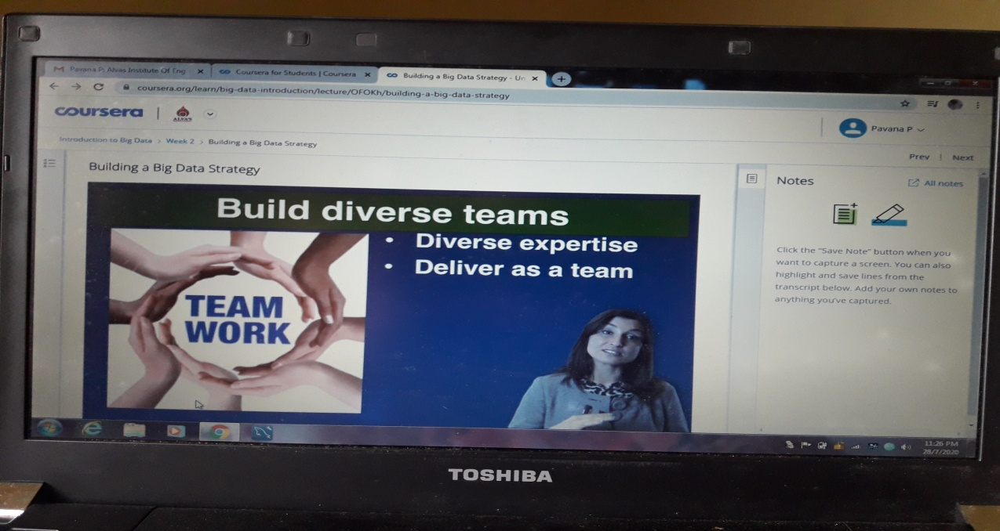 Pavana P, Alvas Institute Of Eng
Coursera for Students | Coursera
Building a Big Data Strategy - Un
coursera.org/learn/big-data-introduction/lecture/OFOKh/building-a-big-data-strategy
coursera
ALVA'S
Pavana P
Introduction to Big Data > Week 2 > Building a Big Data Strategy
Prev | Next
Building a Big Data Strategy
Build diverse teams
• Diverse expertise
• Deliver as a team
TEAM
WORK
Notes
All notes
Click the "Save Note" button when you
want to capture a screen. You can also
highlight and save lines from the
transcript below. Add your own notes to
anything you've captured.
11:26 PM
28/7/2020
TOSHIBA